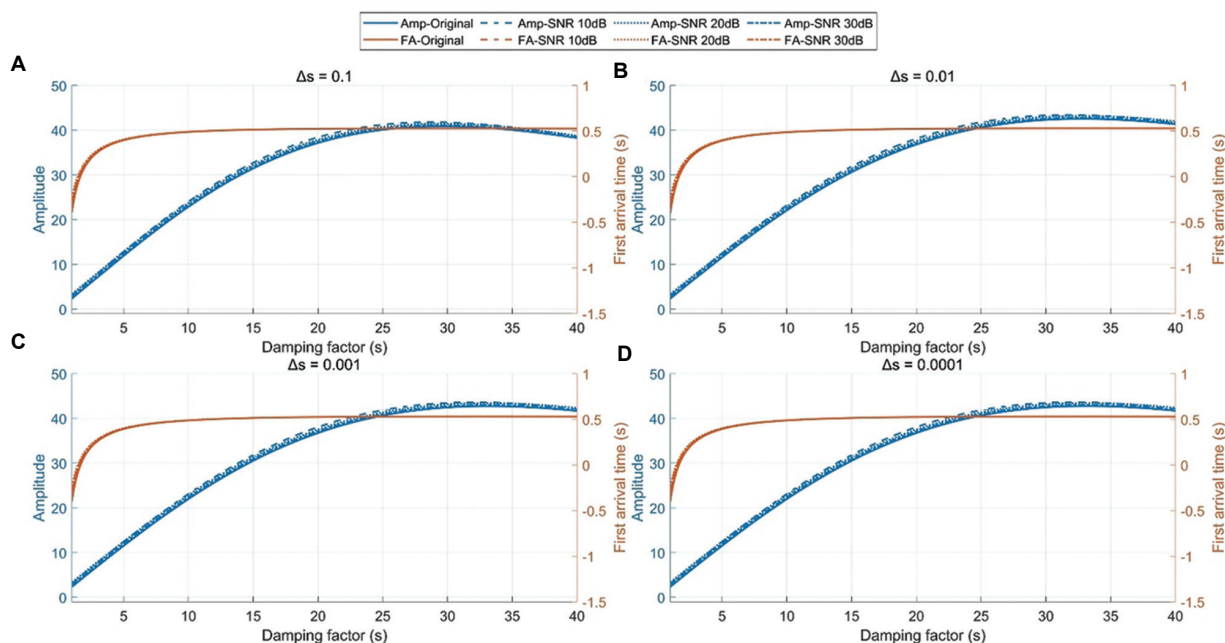 Amp-Original Amp-SNR 10dB Amp-SNR 20dB Amp-SNR 30dB
FA-Original FA-SNR 10dB FA-SNR 20dB FA-SNR 30dB
A
Δs = 0.1
50
40
30
20
10
0
Amplitude
1
0.5
0
-0.5
-1
-1.5
First arrival time (s)
5 10 15 20 25 30 35 40
Damping factor (s)
B
Δs = 0.01
50
40
30
20
10
0
Amplitude
1
0.5
0
-0.5
-1
-1.5
First arrival time (s)
5 10 15 20 25 30 35 40
Damping factor (s)
C
Δs = 0.001
50
40
30
20
10
0
Amplitude
1
0.5
0
-0.5
-1
-1.5
First arrival time (s)
5 10 15 20 25 30 35 40
Damping factor (s)
D
Δs = 0.0001
50
40
30
20
10
0
Amplitude
1
0.5
0
-0.5
-1
-1.5
First arrival time (s)
5 10 15 20 25 30 35 40
Damping factor (s)